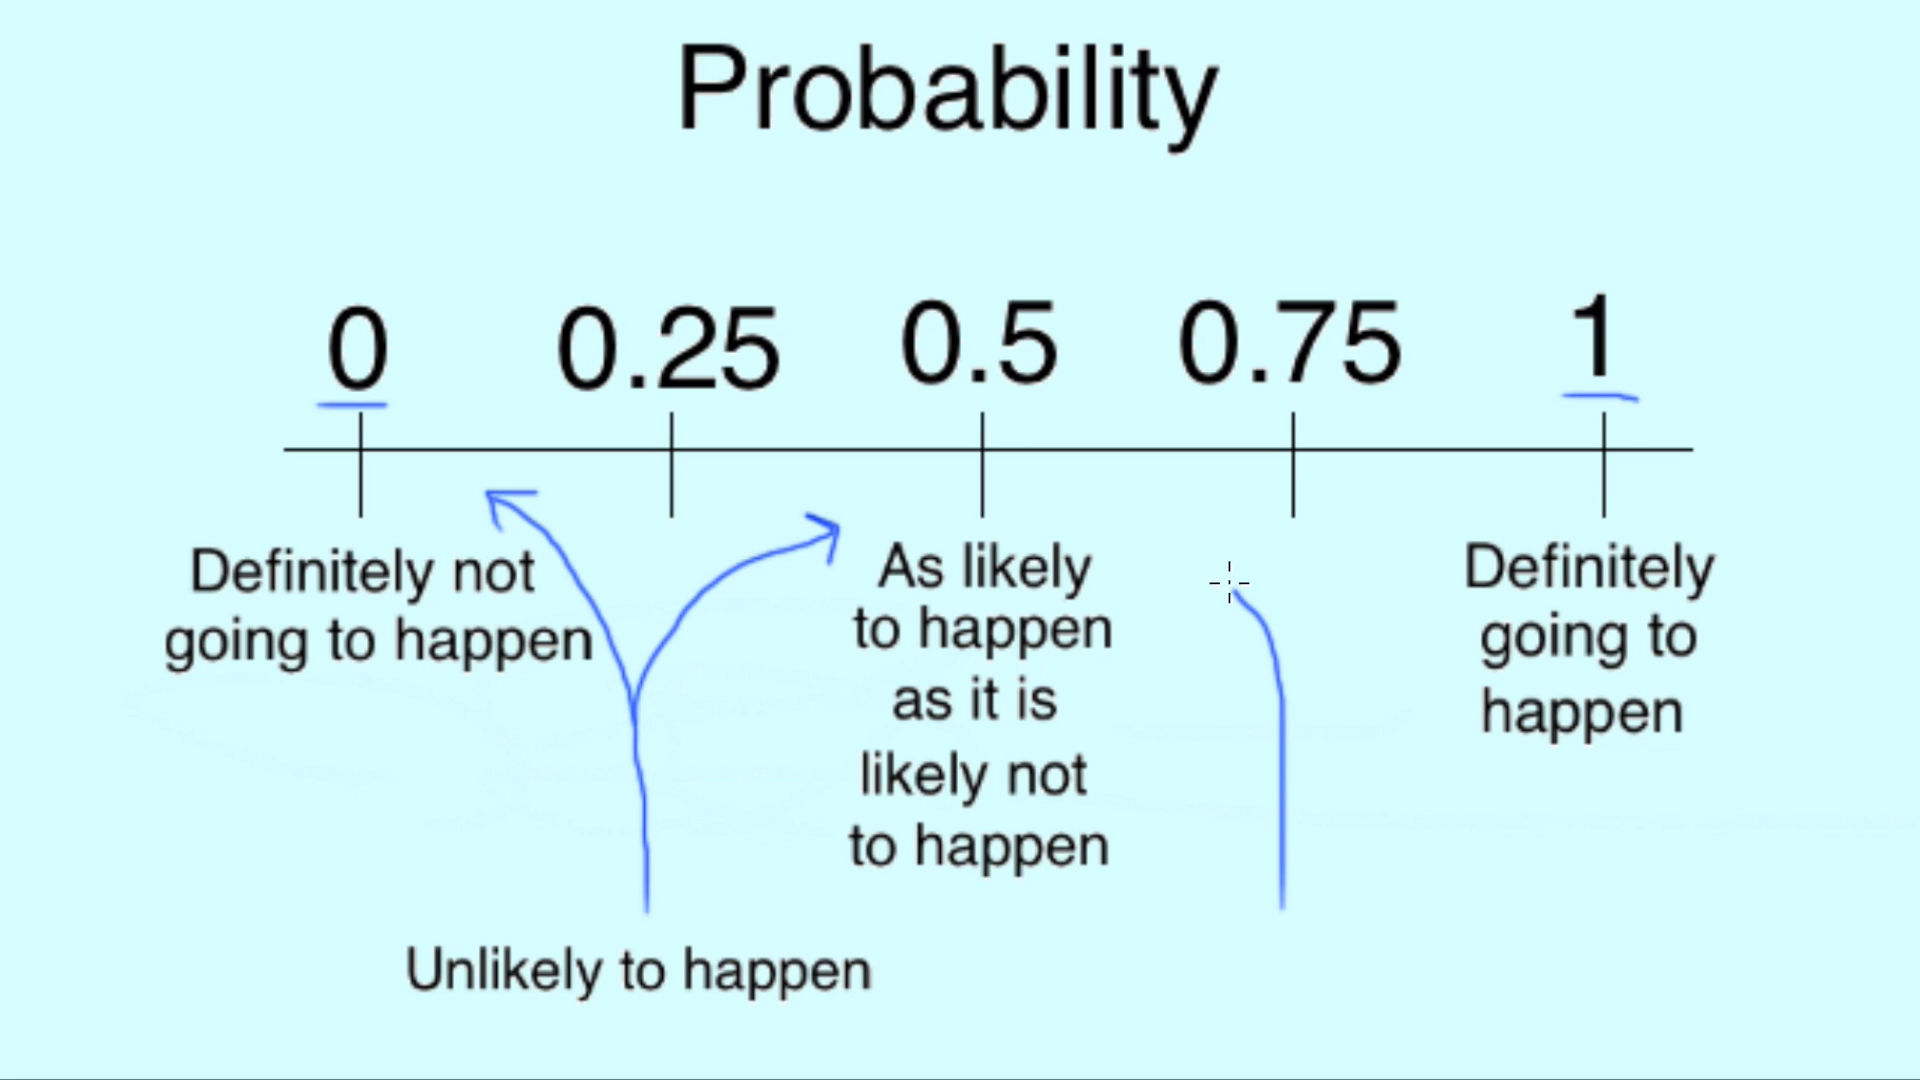 Probability
0 0.25 0.5 0.75 1
Definitely not
going to happen
As likely
to happen
as it is
likely not
to happen
Definitely
going to
happen
Unlikely to happen